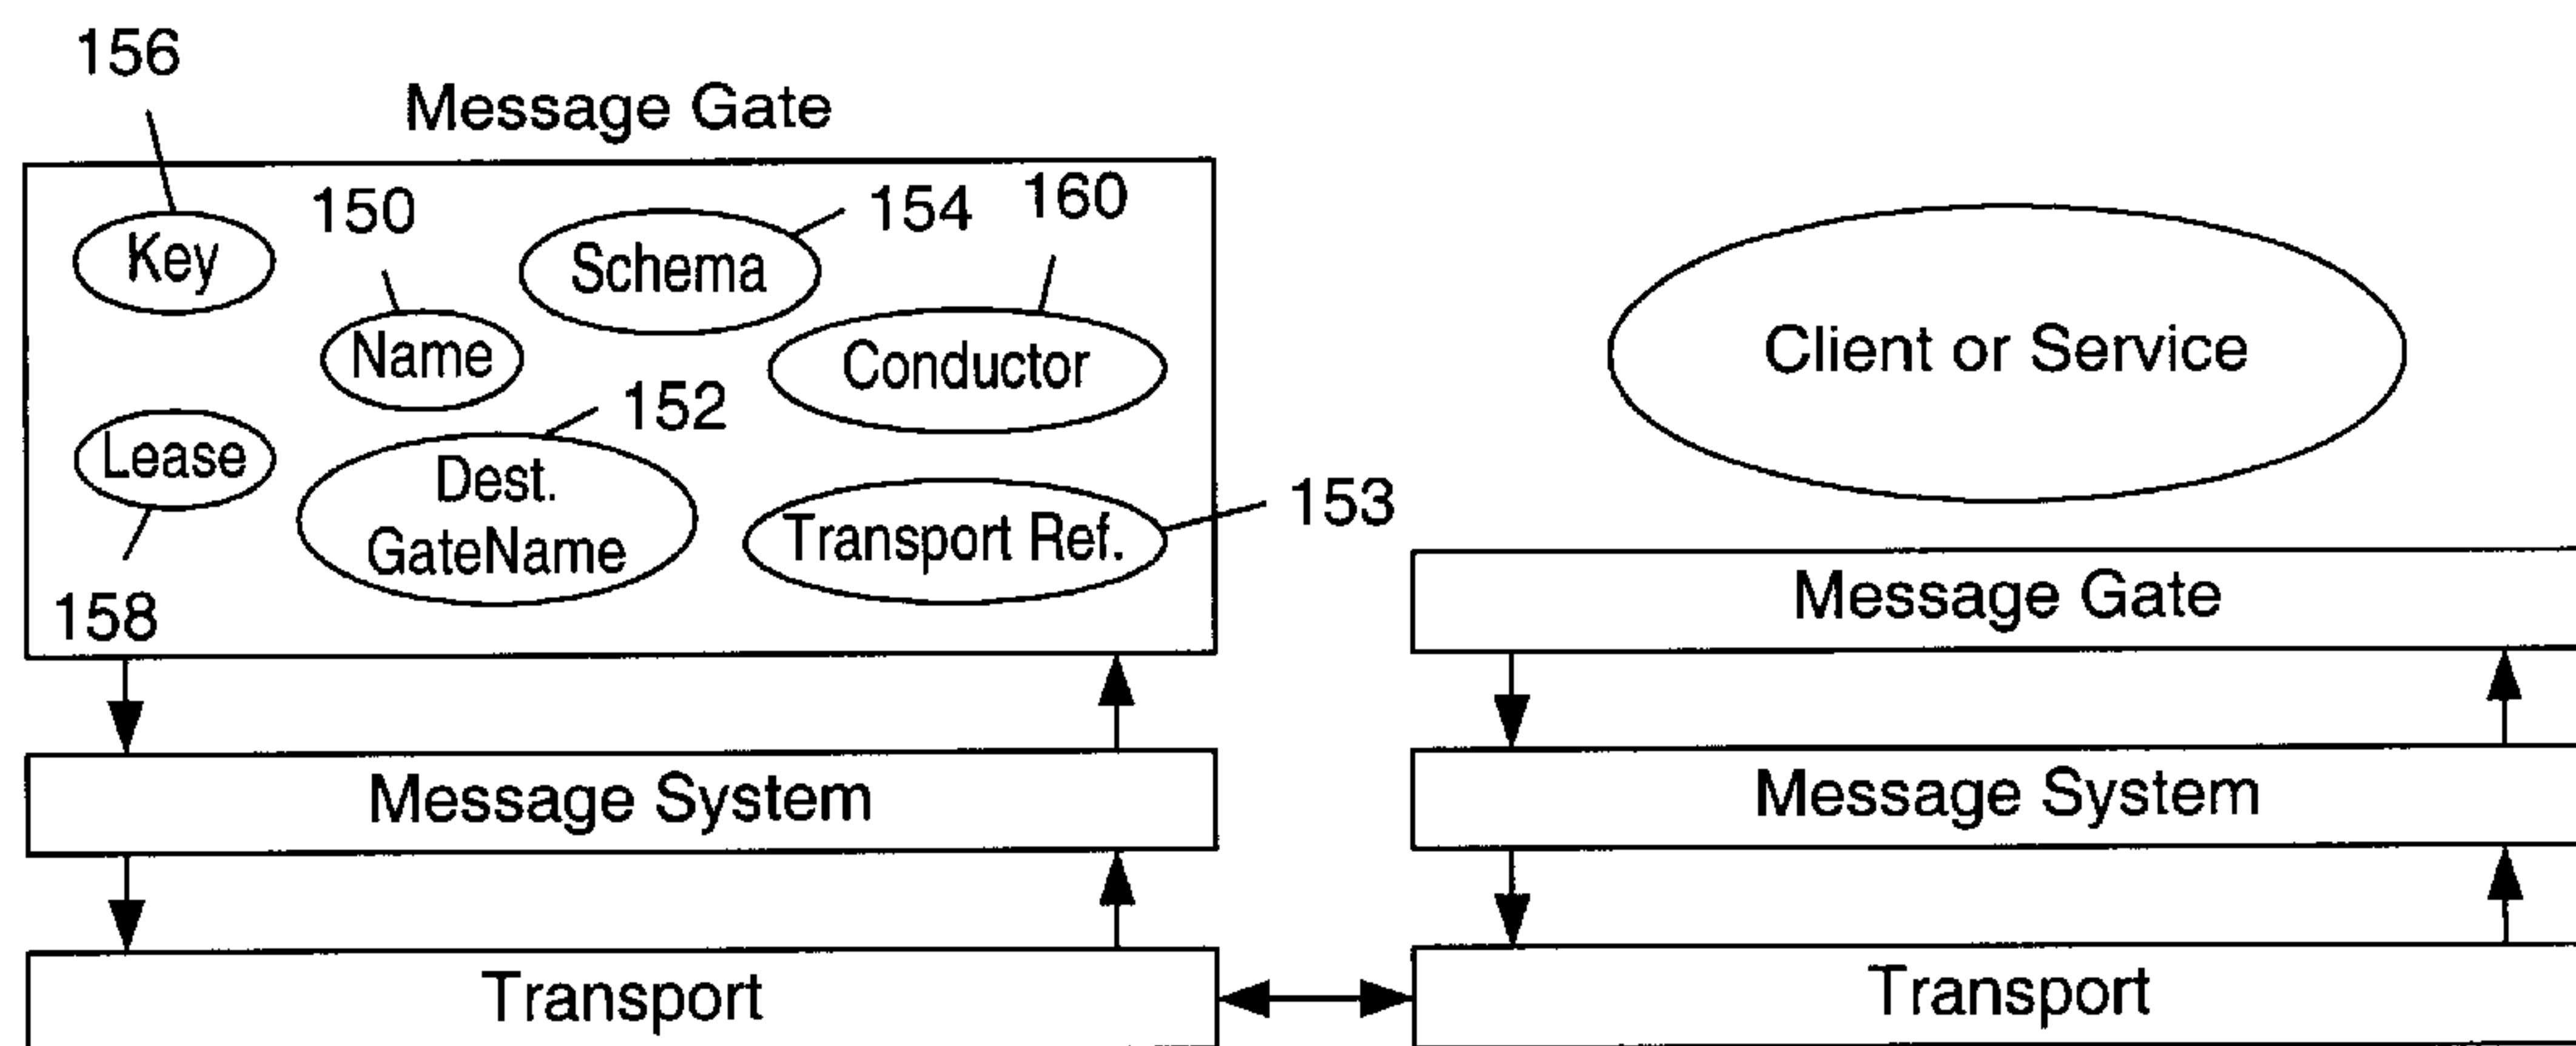 156
Message Gate
150
154
160
Key
Schema
Name
Conductor
Client or Service
152
Lease
Dest.
GateName
Transport Ref.
153
158
Message Gate
Message System
Message System
Transport
Transport